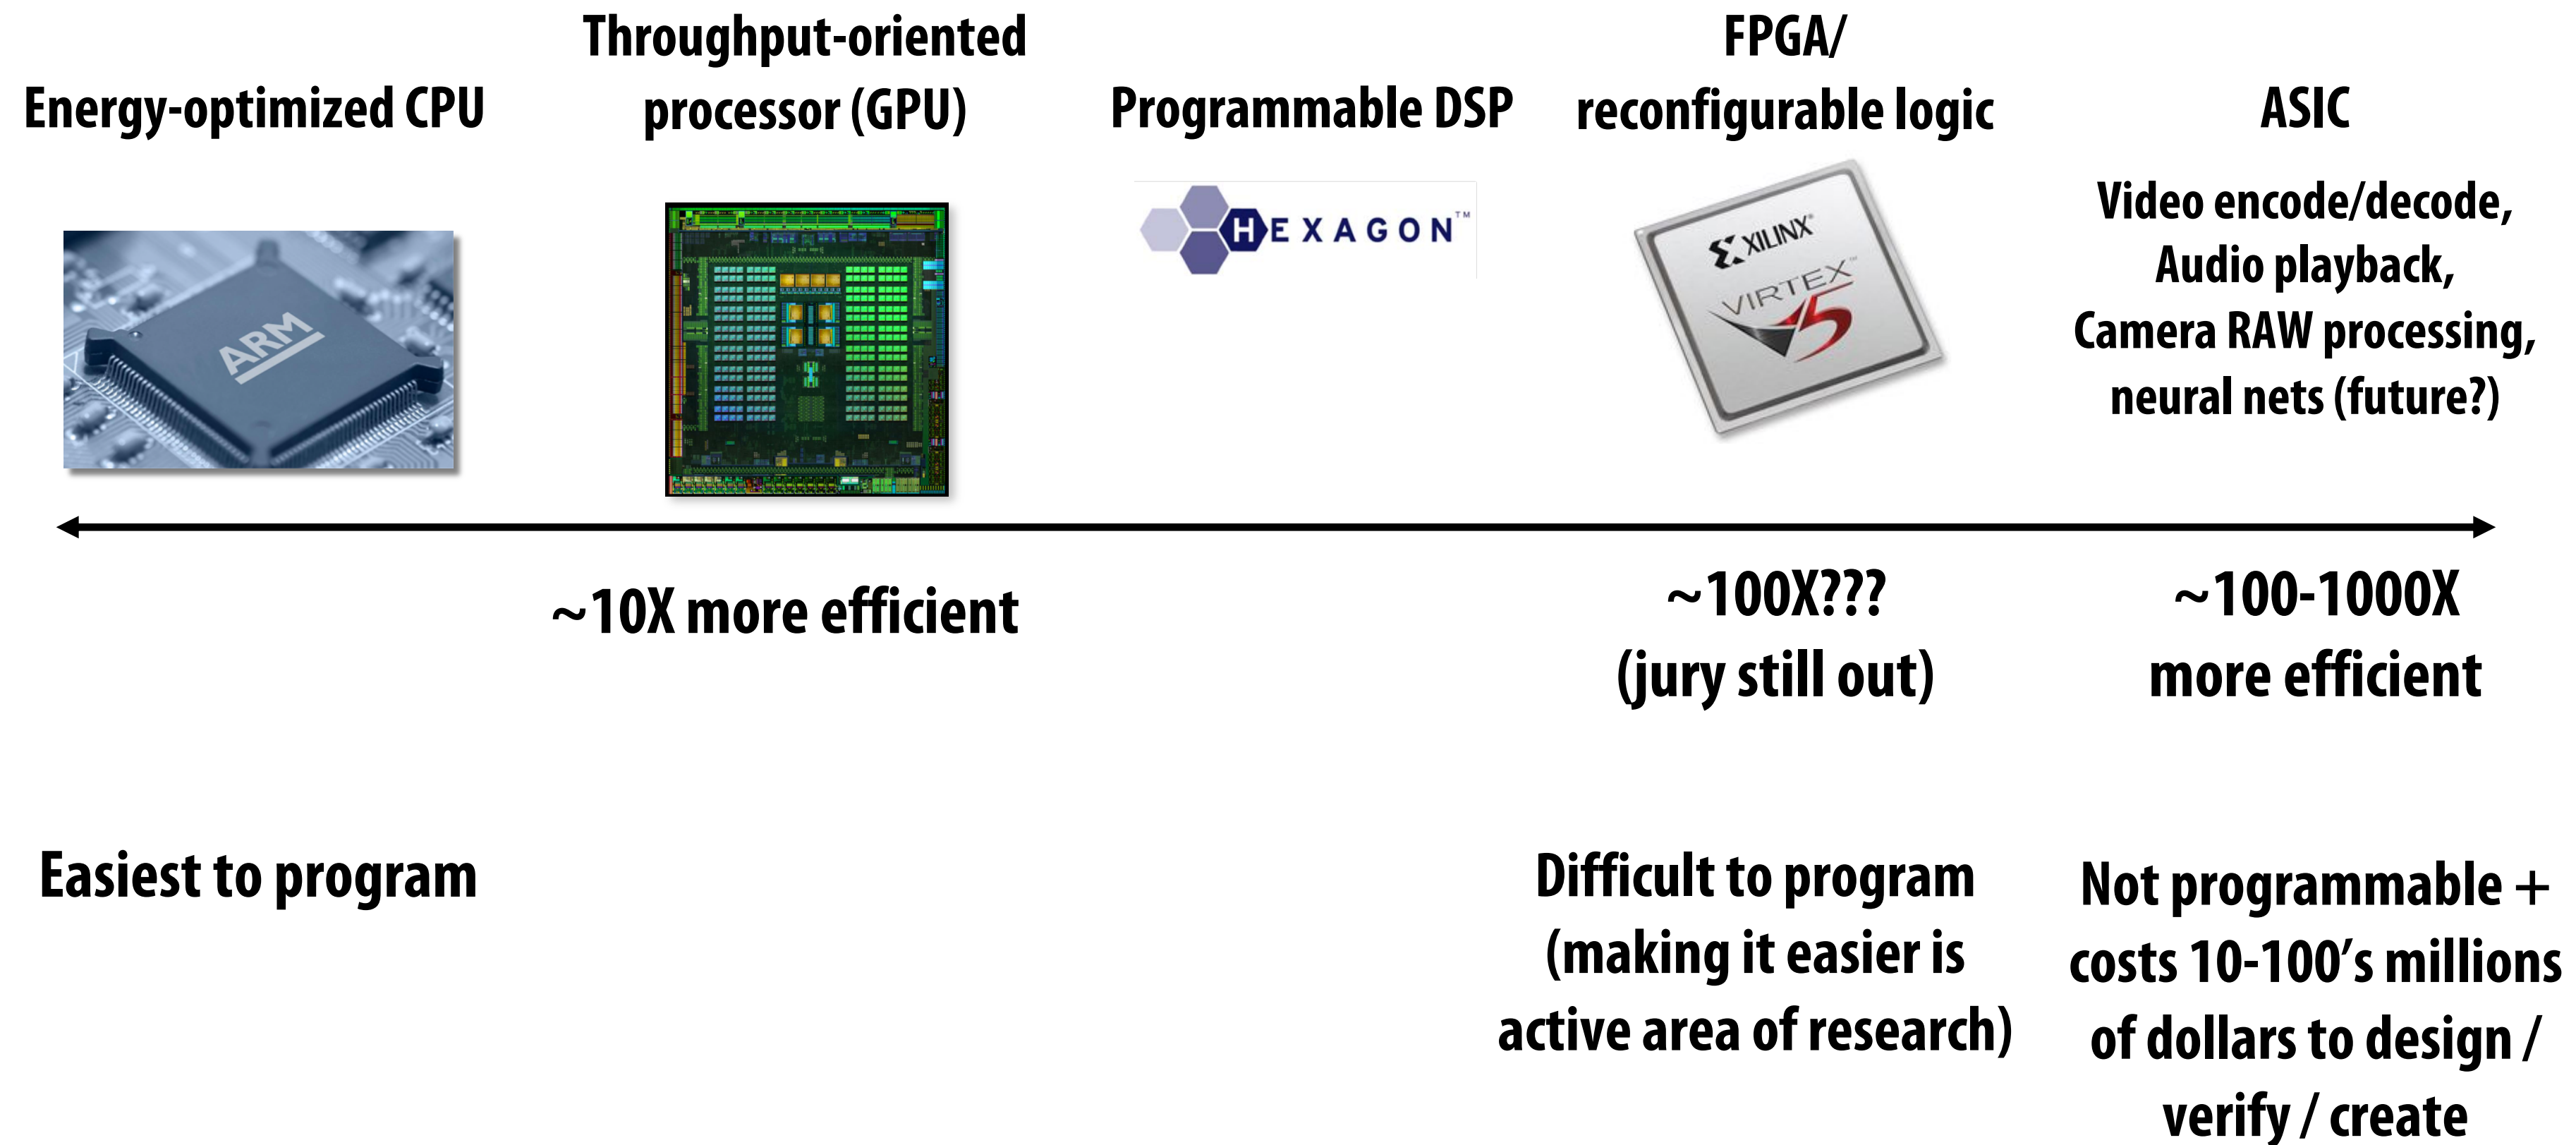 Energy-optimized CPU
Throughput-oriented
processor (GPU)
Programmable DSP
FPGA/
reconfigurable logic
ASIC
ARM
HEXAGON™
XILINX®
VIRTEX™
5
Video encode/decode,
Audio playback,
Camera RAW processing,
neural nets (future?)
~10X more efficient
~100X???
(jury still out)
~100-1000X
more efficient
Easiest to program
Difficult to program
(making it easier is
active area of research)
Not programmable +
costs 10-100’s millions
of dollars to design /
verify / create